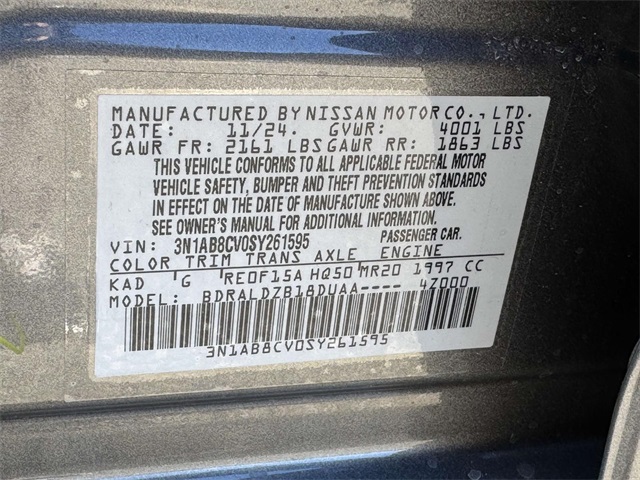 MANUFACTURED BY NISSAN MOTOR CO., LTD.
DATE: 11/24. GVWR: 4001 LBS
GAWR FR: 2161 LBS GAWR RR: 1863 LBS
THIS VEHICLE CONFORMS TO ALL APPLICABLE FEDERAL MOTOR
VEHICLE SAFETY, BUMPER AND THEFT PREVENTION STANDARDS
IN EFFECT ON THE DATE OF MANUFACTURE SHOWN ABOVE.
SEE OWNER'S MANUAL FOR ADDITIONAL INFORMATION.
VIN: 3N1AB8CV0SY261595 PASSENGER CAR.
COLOR TRIM TRANS AXLE ENGINE
KAD G RE0F15A HQ50 MR20 1997 CC
MODEL: BDRALDZB18DUAA---- 4Z000
3N1AB8CV0SY261595